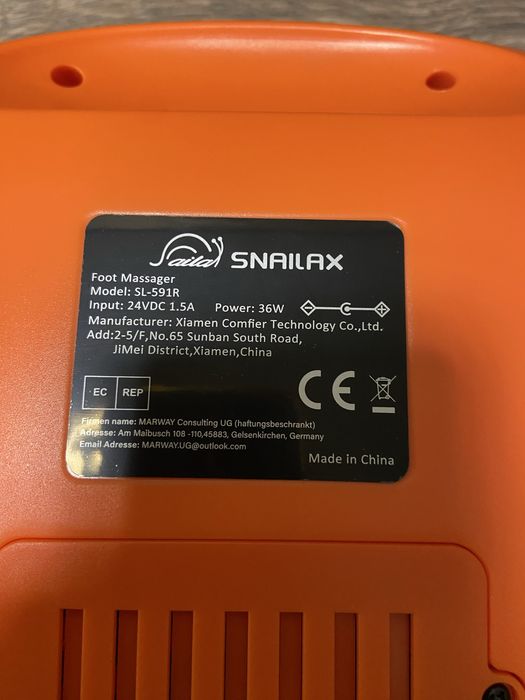 Saila SNAILAX
Foot Massager
Model: SL-591R
Input: 24VDC 1.5A Power: 36W
Manufacturer: Xiamen Comfier Technology Co.,Ltd.
Add:2-5/F,No.65 Sunban South Road,
JiMei District,Xiamen,China
EC REP
CE
Firmen name: MARWAY Consulting UG (haftungsbeschrankt)
Adresse: Am Maibusch 108 -110,45883, Gelsenkirchen, Germany
Email Adresse: MARWAY.UG@outlook.com
Made in China